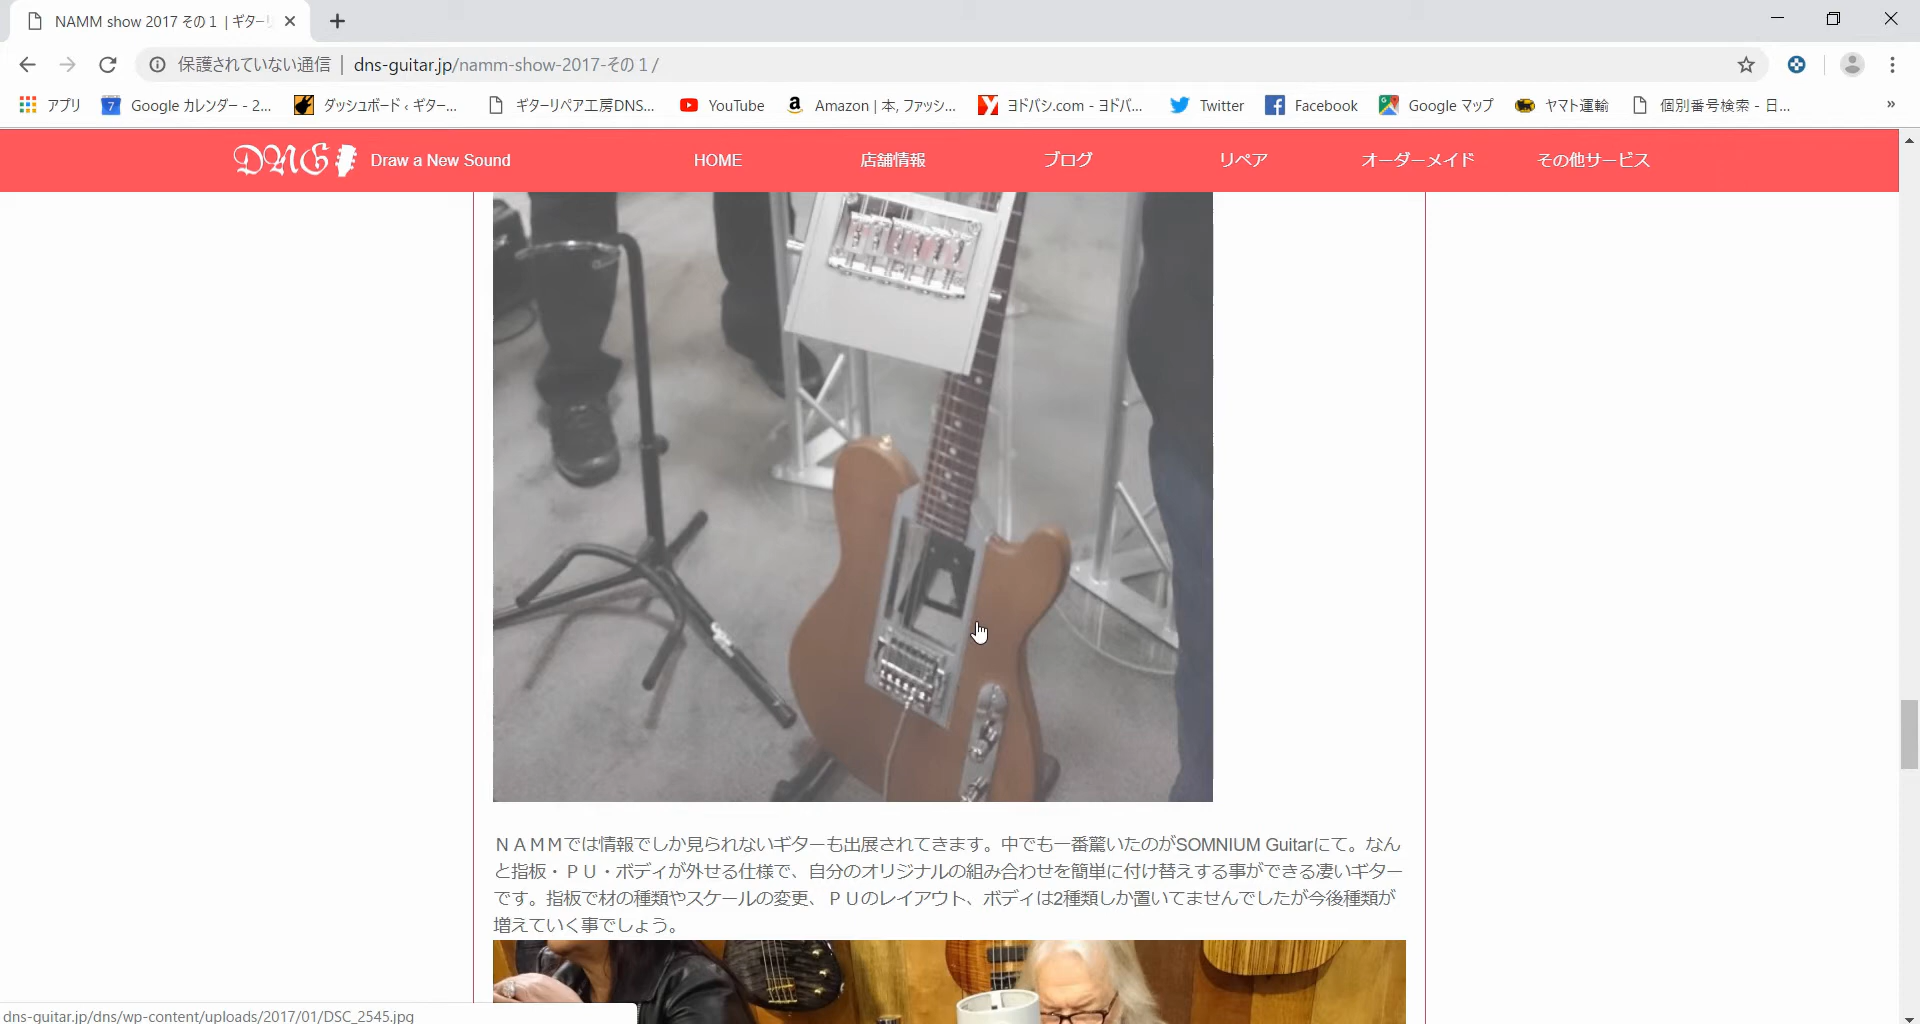 NAMM show 2017 その１ | ギター
保護されていない通信 | dns-guitar.jp/namm-show-2017-その１/
アプリ
7 Google カレンダー - 2...
ダッシュボード ‹ ギター...
ギターリペア工房DNS...
YouTube
Amazon | 本, ファッシ...
ヨドバシ.com - ヨドバ...
Twitter
Facebook
Google マップ
ヤマト運輸
個別番号検索 - 日...
»
DNG Draw a New Sound
HOME
店舗情報
ブログ
リペア
オーダーメイド
その他サービス
ＮＡＭＭでは情報でしか見られないギターも出展されてきます。中でも一番驚いたのがSOMNIUM Guitarにて。なん
と指板・ＰＵ・ボディが外せる仕様で、自分のオリジナルの組み合わせを簡単に付け替えする事ができる凄いギター
です。指板で材の種類やスケールの変更、ＰＵのレイアウト、ボディは2種類しか置いてませんでしたが今後種類が
増えていく事でしょう。
dns-guitar.jp/dns/wp-content/uploads/2017/01/DSC_2545.jpg